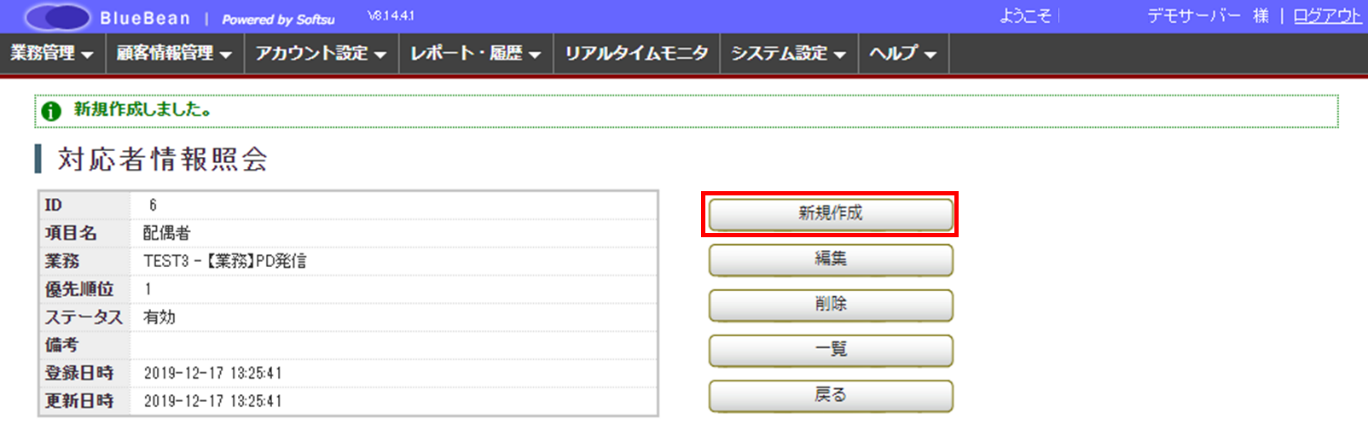 BlueBean | Powered by Softsu V8.14.4.1 ようこそ | デモサーバー 様 | ログアウト
業務管理 顧客情報管理 アカウント設定 レポート・履歴 リアルタイムモニタ システム設定 ヘルプ
新規作成しました。
対応者情報照会
ID 6
項目名 配偶者
業務 TEST3 -【業務】PD発信
優先順位 1
ステータス 有効
備考
登録日時 2019-12-17 13:25:41
更新日時 2019-12-17 13:25:41
新規作成
編集
削除
一覧
戻る